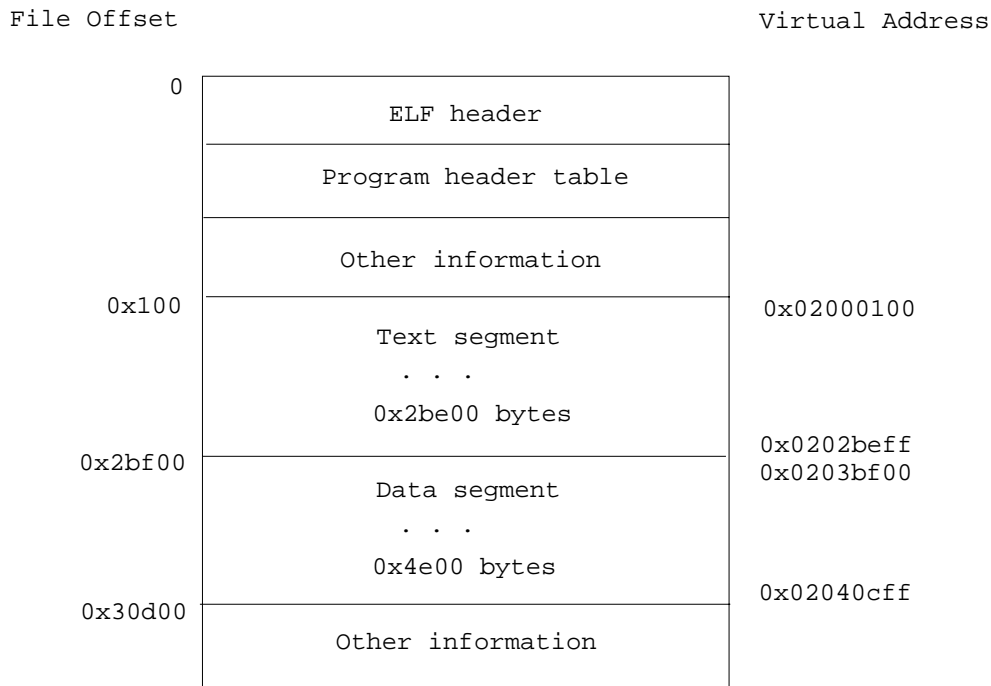 File Offset
Virtual Address
0
ELF header
Program header table
Other information
0x100
0x02000100
Text segment
. . .
0x2be00 bytes
0x0202beff
0x2bf00
0x0203bf00
Data segment
. . .
0x4e00 bytes
0x02040cff
0x30d00
Other information